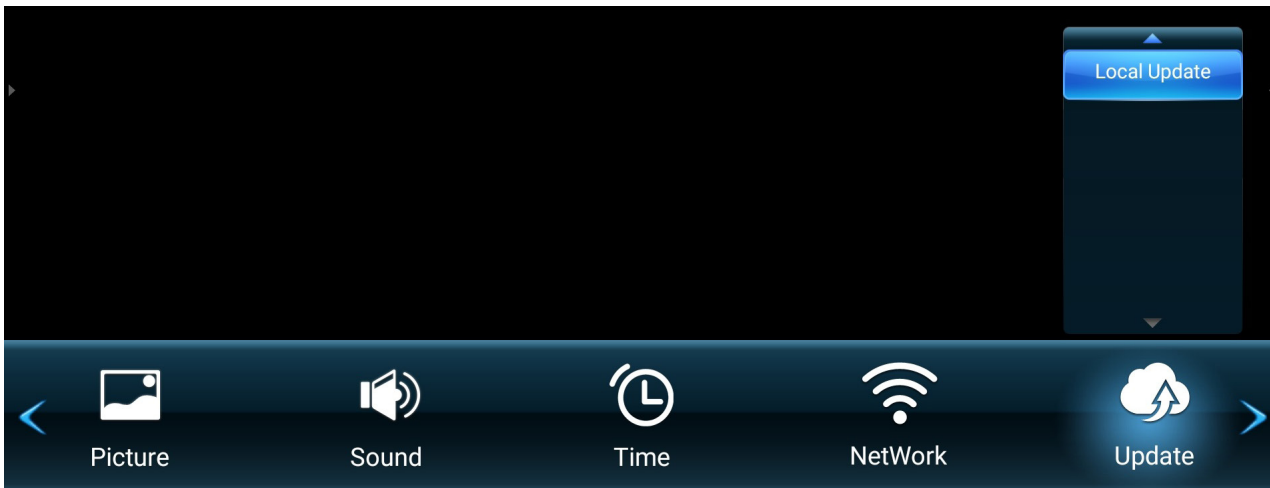 Local Update
Picture
Sound
Time
NetWork
Update